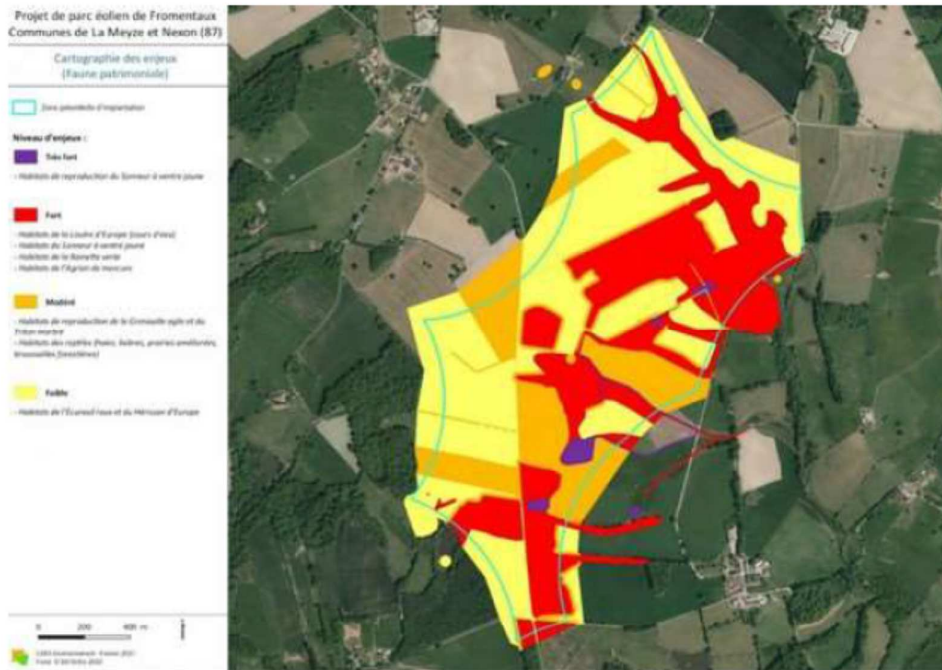 Projet de parc éolien de Fromentaux
Communes de La Meyze et Nexon (87)
Cartographie des enjeux
(Faune patrimoniale)
Zone potentielle d'implantation
Niveau d'enjeux :
Très fort
- Habitats de reproduction du Sonneur à ventre jaune
Fort
- Habitats de la Loutre d'Europe (cours d'eau)
- Habitats du Sonneur à ventre jaune
- Habitats de la Rainette verte
- Habitats de l'Agrion de mercure
Modéré
- Habitats de reproduction de la Grenouille agile et du
Triton marbré
- Habitats des reptiles (haies, lisières, prairies améliorées,
broussailles forestières)
Faible
- Habitats de l'Écureuil roux et du Hérisson d'Europe
0 200 400 m